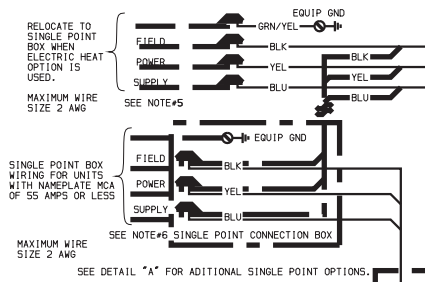 EQUIP GND
RELOCATE TO
SINGLE POINT
BOX WHEN
ELECTRIC HEAT
OPTION IS
USED.
GRN/YEL
FIELD
BLK
BLK
POWER
YEL
YEL
SUPPLY
BLU
BLU
MAXIMUM WIRE
SIZE 2 AWG
SEE NOTE#5
EQUIP GND
SINGLE POINT BOX
WIRING FOR UNITS
WITH NAMEPLATE MCA
OF 55 AMPS OR LESS
FIELD
BLK
POWER
YEL
SUPPLY
BLU
SEE NOTE#6 SINGLE POINT CONNECTION BOX
MAXIMUM WIRE
SIZE 2 AWG
SEE DETAIL "A" FOR ADITIONAL SINGLE POINT OPTIONS.